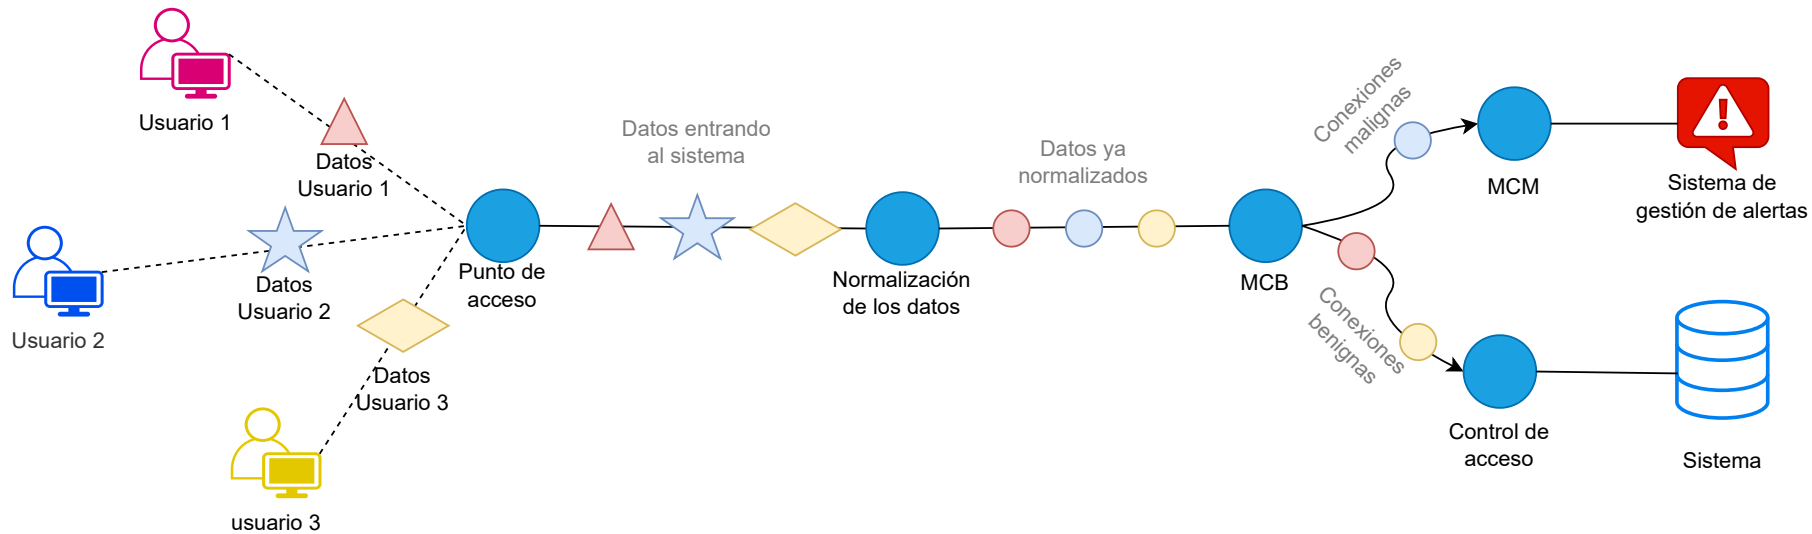 Usuario 1
Datos
Usuario 1
Usuario 2
Datos
Usuario 2
Datos
Usuario 3
usuario 3
Punto de
acceso
Datos entrando
al sistema
Normalización
de los datos
Datos ya
normalizados
MCB
Conexiones
malignas
Conexiones
benignas
MCM
Sistema de
gestión de alertas
Control de
acceso
Sistema